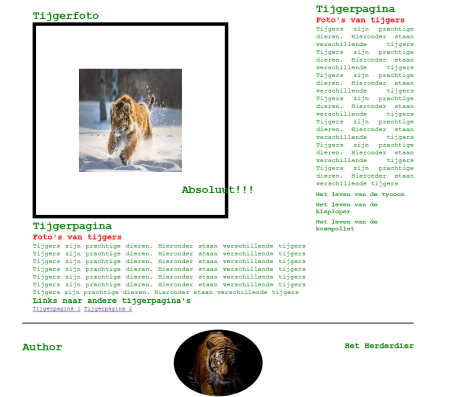 Tijgerfoto
Absoluut!!!
Tijgerpagina
Foto's van tijgers
Tijgers zijn prachtige dieren. Hieronder staan verschillende tijgers
Tijgers zijn prachtige dieren. Hieronder staan verschillende tijgers
Tijgers zijn prachtige dieren. Hieronder staan verschillende tijgers
Tijgers zijn prachtige dieren. Hieronder staan verschillende tijgers
Tijgers zijn prachtige dieren. Hieronder staan verschillende tijgers
Tijgers zijn prachtige dieren. Hieronder staan verschillende tijgers
Tijgers zijn prachtige dieren. Hieronder staan verschillende tijgers
Links naar andere tijgerpagina's
Tijgerpagina 1 Tijgerpagina 2
Tijgerpagina
Foto's van tijgers
Tijgers zijn prachtige
dieren. Hieronder staan
verschillende tijgers
Tijgers zijn prachtige
dieren. Hieronder staan
verschillende tijgers
Tijgers zijn prachtige
dieren. Hieronder staan
verschillende tijgers
Tijgers zijn prachtige
dieren. Hieronder staan
verschillende tijgers
Tijgers zijn prachtige
dieren. Hieronder staan
verschillende tijgers
Tijgers zijn prachtige
dieren. Hieronder staan
verschillende tijgers
Tijgers zijn prachtige
dieren. Hieronder staan
verschillende tijgers
Het leven van de tycoon
Het leven van de
klaploper
Het leven van de
kosmpoliet
Author
Het Herderdier